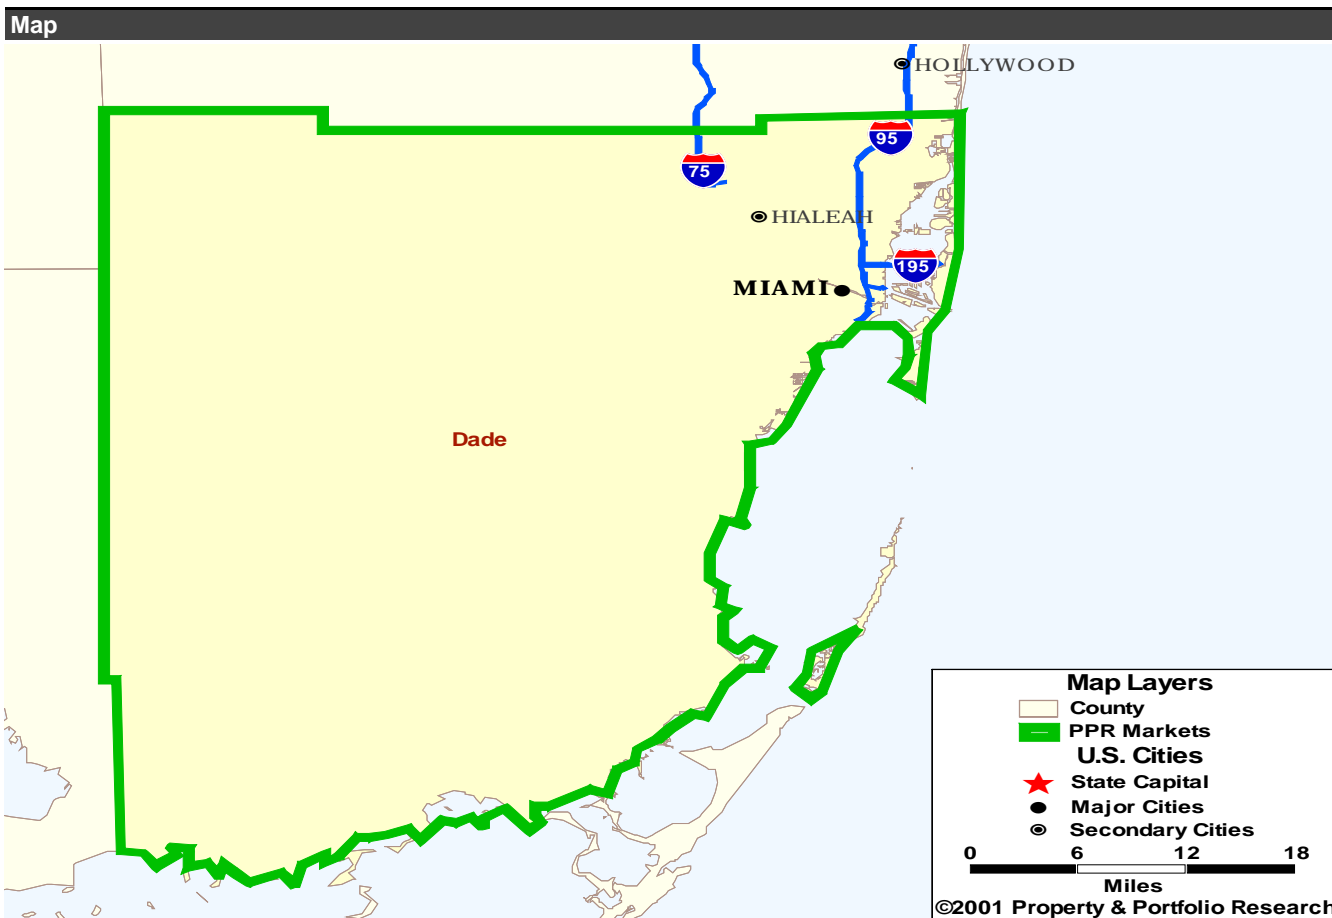 Map
HOLLYWOOD
95
75
HIALEAH
195
MIAMI
Dade
Map Layers
County
PPR Markets
U.S. Cities
State Capital
Major Cities
Secondary Cities
0 6 12 18
Miles
©2001 Property & Portfolio Research